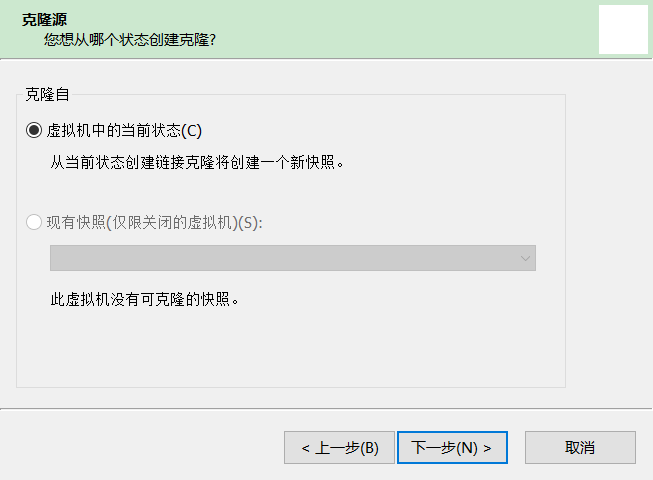 克隆源
您想从哪个状态创建克隆?
克隆自
虚拟机中的当前状态(C)
从当前状态创建链接克隆将创建一个新快照。
现有快照(仅限关闭的虚拟机)(S):
此虚拟机没有可克隆的快照。
< 上一步(B)
下一步(N) >
取消